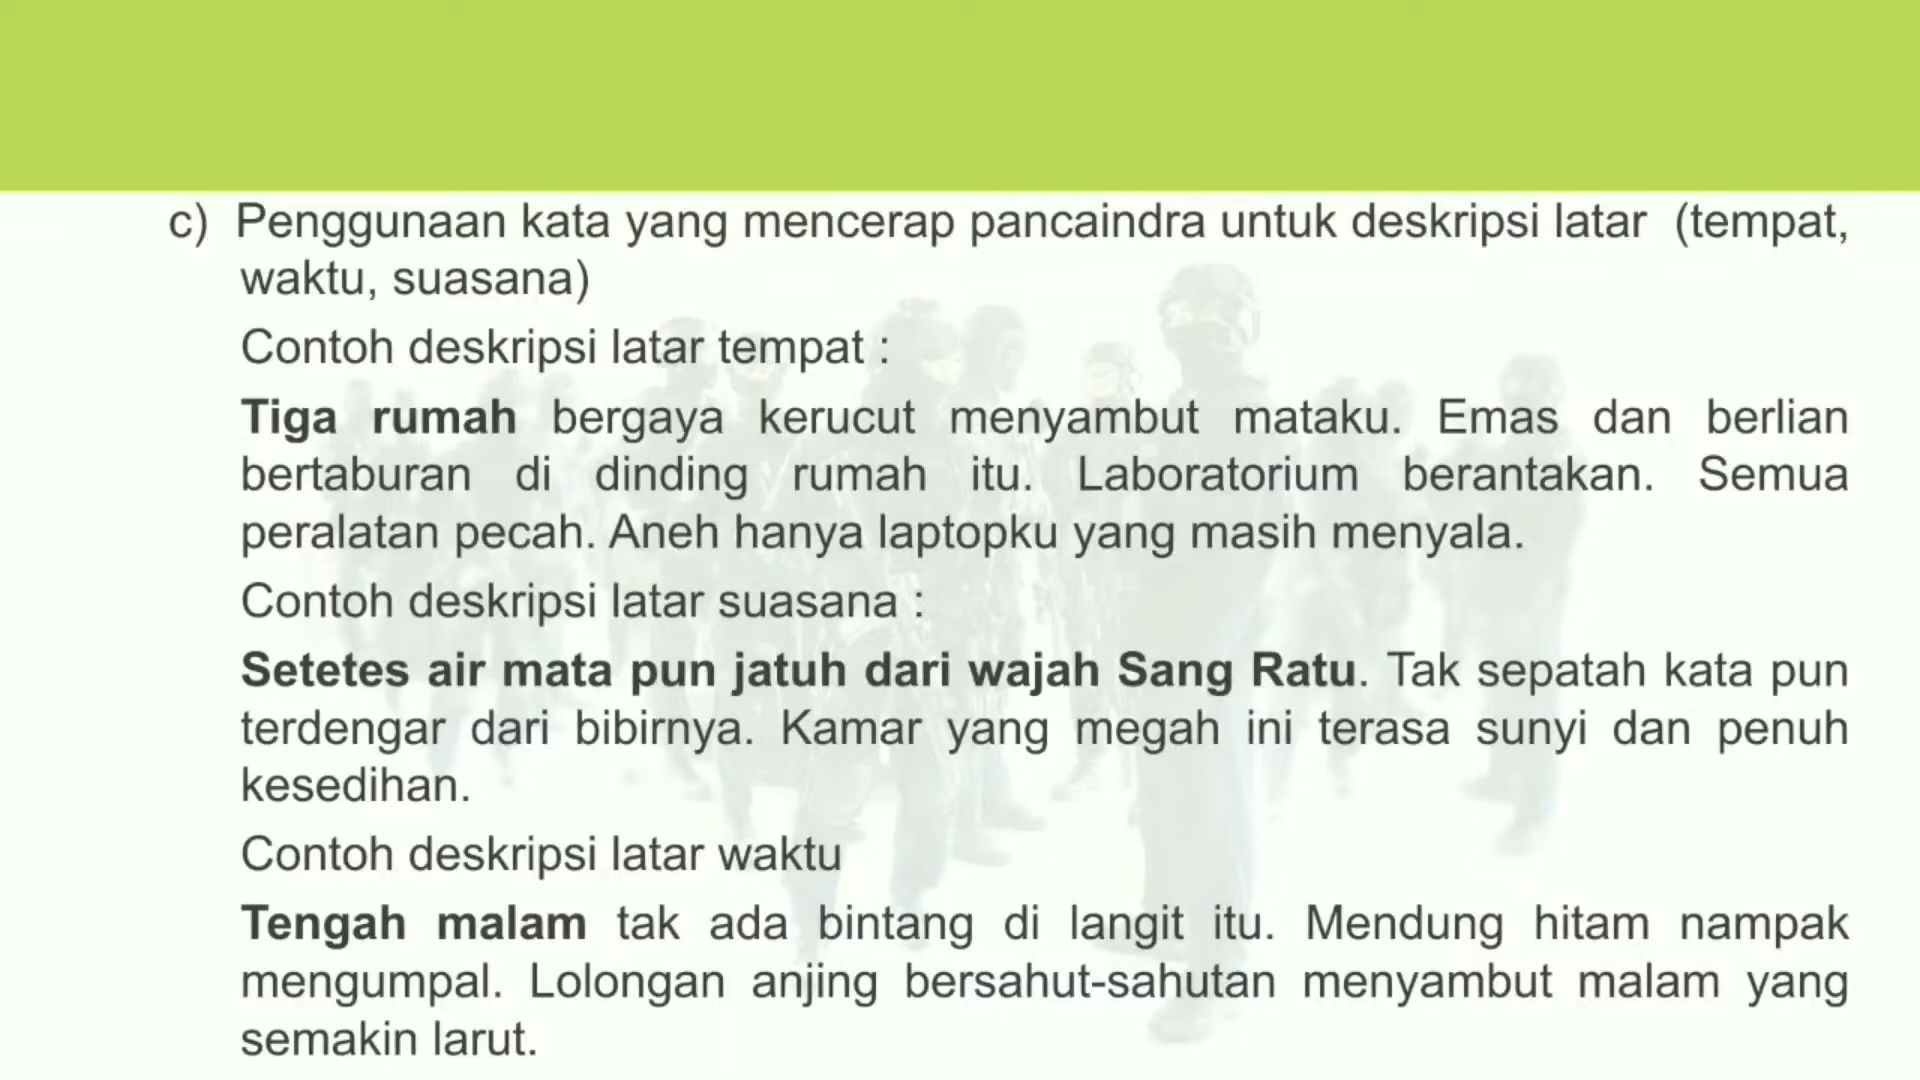 c) Penggunaan kata yang mencerap pancaindra untuk deskripsi latar (tempat,
waktu, suasana)
Contoh deskripsi latar tempat :
Tiga rumah bergaya kerucut menyambut mataku. Emas dan berlian
bertaburan di dinding rumah itu. Laboratorium berantakan. Semua
peralatan pecah. Aneh hanya laptopku yang masih menyala.
Contoh deskripsi latar suasana :
Setetes air mata pun jatuh dari wajah Sang Ratu. Tak sepatah kata pun
terdengar dari bibirnya. Kamar yang megah ini terasa sunyi dan penuh
kesedihan.
Contoh deskripsi latar waktu
Tengah malam tak ada bintang di langit itu. Mendung hitam nampak
mengumpal. Lolongan anjing bersahut-sahutan menyambut malam yang
semakin larut.